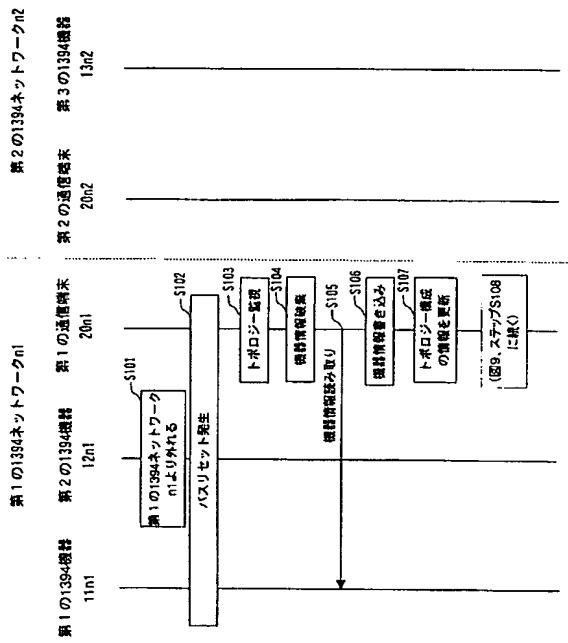 第1の1394ネットワークn1
第2の1394ネットワークn2
第1の1394機器
11n1
第2の1394機器
12n1
第1の通信端末
20n1
第2の通信端末
20n2
第3の1394機器
13n2
S101
第1の1394ネットワーク
n1より外れる
S102
バスリセット発生
S103
トポロジー監視
S104
機器情報破棄
S105
機器情報読み取り
S106
機器情報書き込み
S107
トポロジー構成
の情報を更新
(図9、ステップS108
に続く)